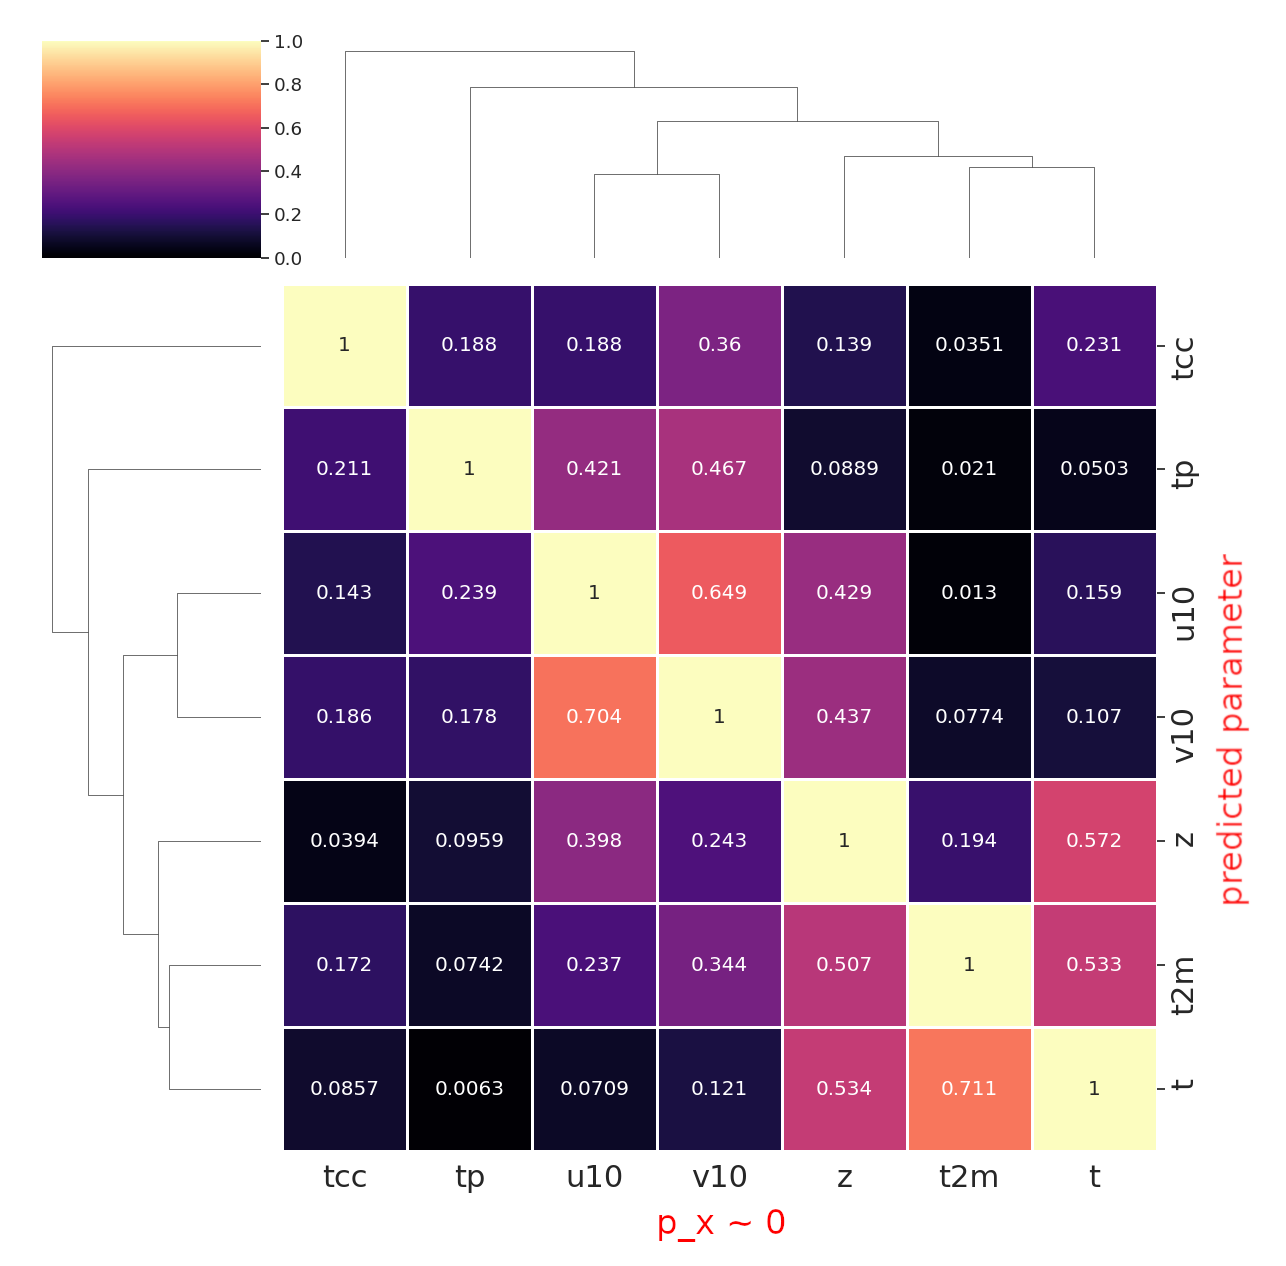 1.0
0.8
0.6
0.4
0.2
0.0
1 0.188 0.188 0.36 0.139 0.0351 0.231 tcc
0.211 1 0.421 0.467 0.0889 0.021 0.0503 tp
0.143 0.239 1 0.649 0.429 0.013 0.159 u10
0.186 0.178 0.704 1 0.437 0.0774 0.107 v10
0.0394 0.0959 0.398 0.243 1 0.194 0.572 z
0.172 0.0742 0.237 0.344 0.507 1 0.533 t2m
0.0857 0.0063 0.0709 0.121 0.534 0.711 1 t
predicted parameter
tcc tp u10 v10 z t2m t
p_x ~ 0